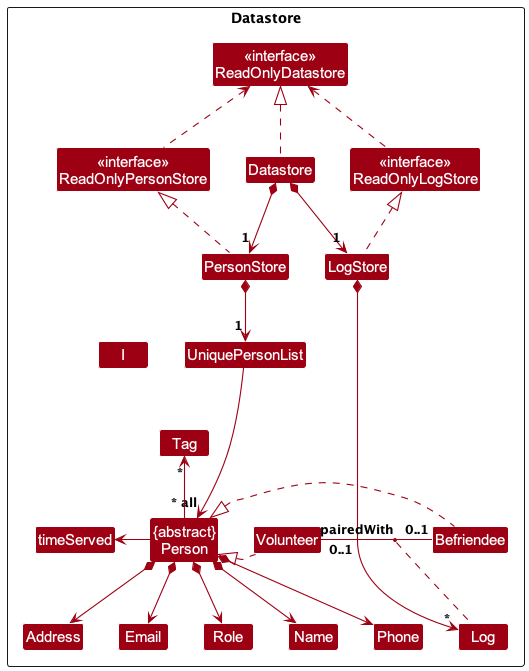 Datastore
«interface»
ReadOnlyDatastore
«interface»
ReadOnlyPersonStore
Datastore
«interface»
ReadOnlyLogStore
1
1
PersonStore
LogStore
1
I
UniquePersonList
Tag
*
* all
{abstract}
Person
timeServed
Volunteer
pairedWith
0..1
0..1
Befriendee
*
Address
Email
Role
Name
Phone
Log